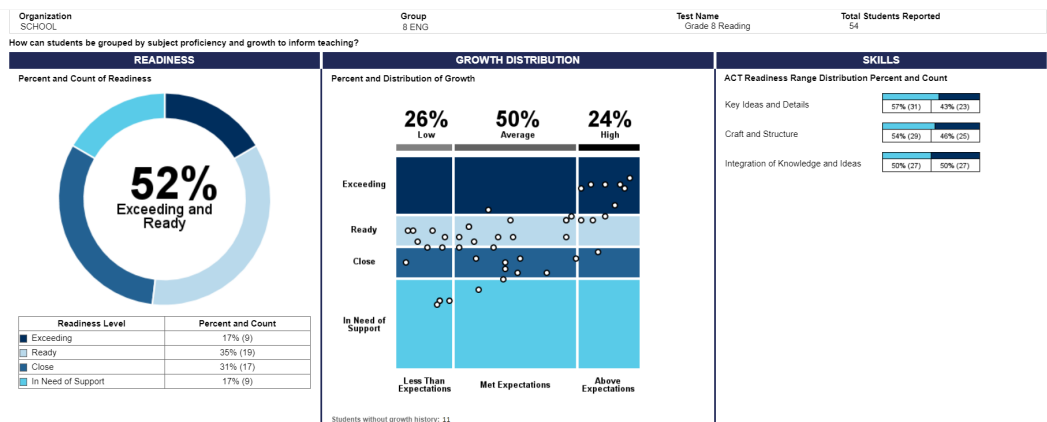 Organization
SCHOOL
Group
8 ENG
Test Name
Grade 8 Reading
Total Students Reported
54
How can students be grouped by subject proficiency and growth to inform teaching?
READINESS
Percent and Count of Readiness
52%
Exceeding and
Ready
Readiness Level Percent and Count
Exceeding 17% (9)
Ready 35% (19)
Close 31% (17)
In Need of Support 17% (9)
GROWTH DISTRIBUTION
Percent and Distribution of Growth
26% 50% 24%
Low Average High
Exceeding
Ready
Close
In Need of
Support
Less Than
Expectations
Met Expectations
Above
Expectations
Students without growth history: 11
SKILLS
ACT Readiness Range Distribution Percent and Count
Key Ideas and Details 57% (31) 43% (23)
Craft and Structure 54% (29) 46% (25)
Integration of Knowledge and Ideas 50% (27) 50% (27)